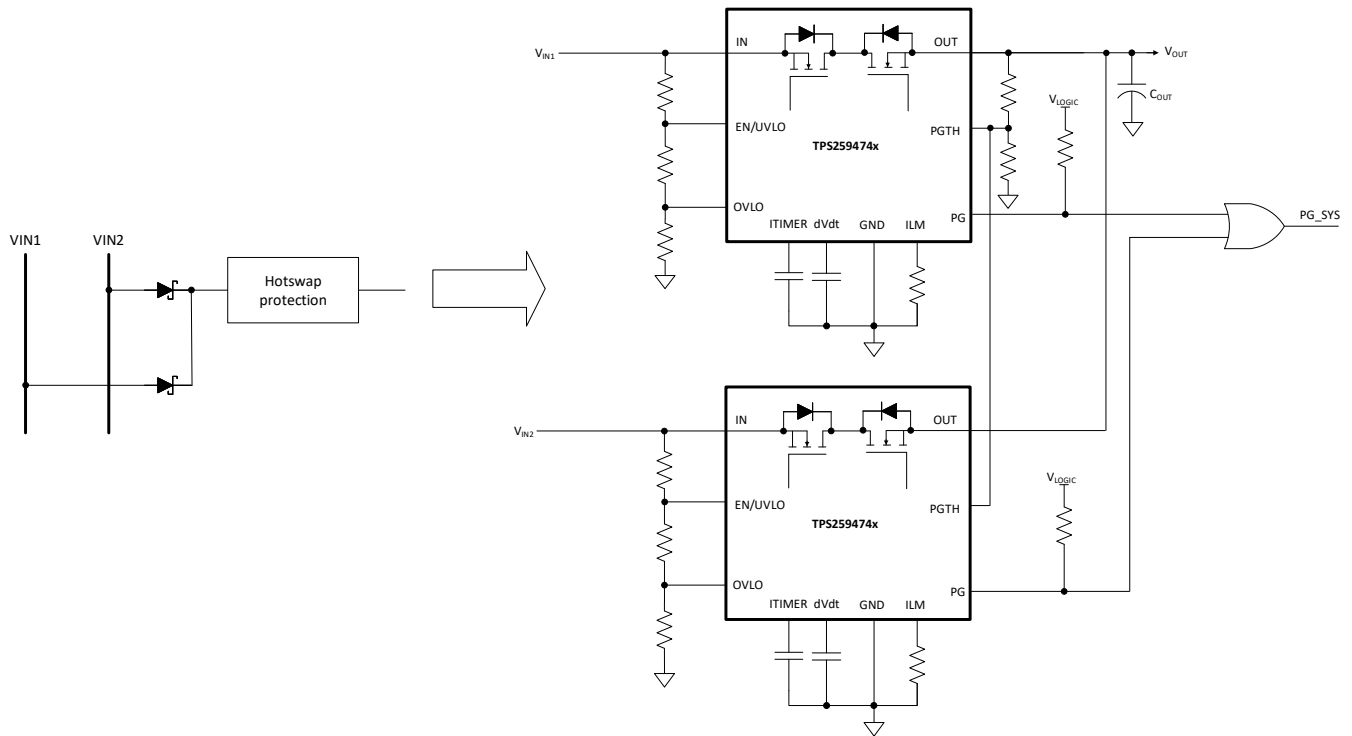 VIN1
VIN2
Hotswap
protection
V_IN1
IN
OUT
V_OUT
C_OUT
V_LOGIC
EN/UVLO
PGTH
TPS259474x
OVLO
PG
PG_SYS
ITIMER dVdt GND ILM
V_IN2
IN
OUT
V_LOGIC
EN/UVLO
PGTH
TPS259474x
OVLO
PG
ITIMER dVdt GND ILM